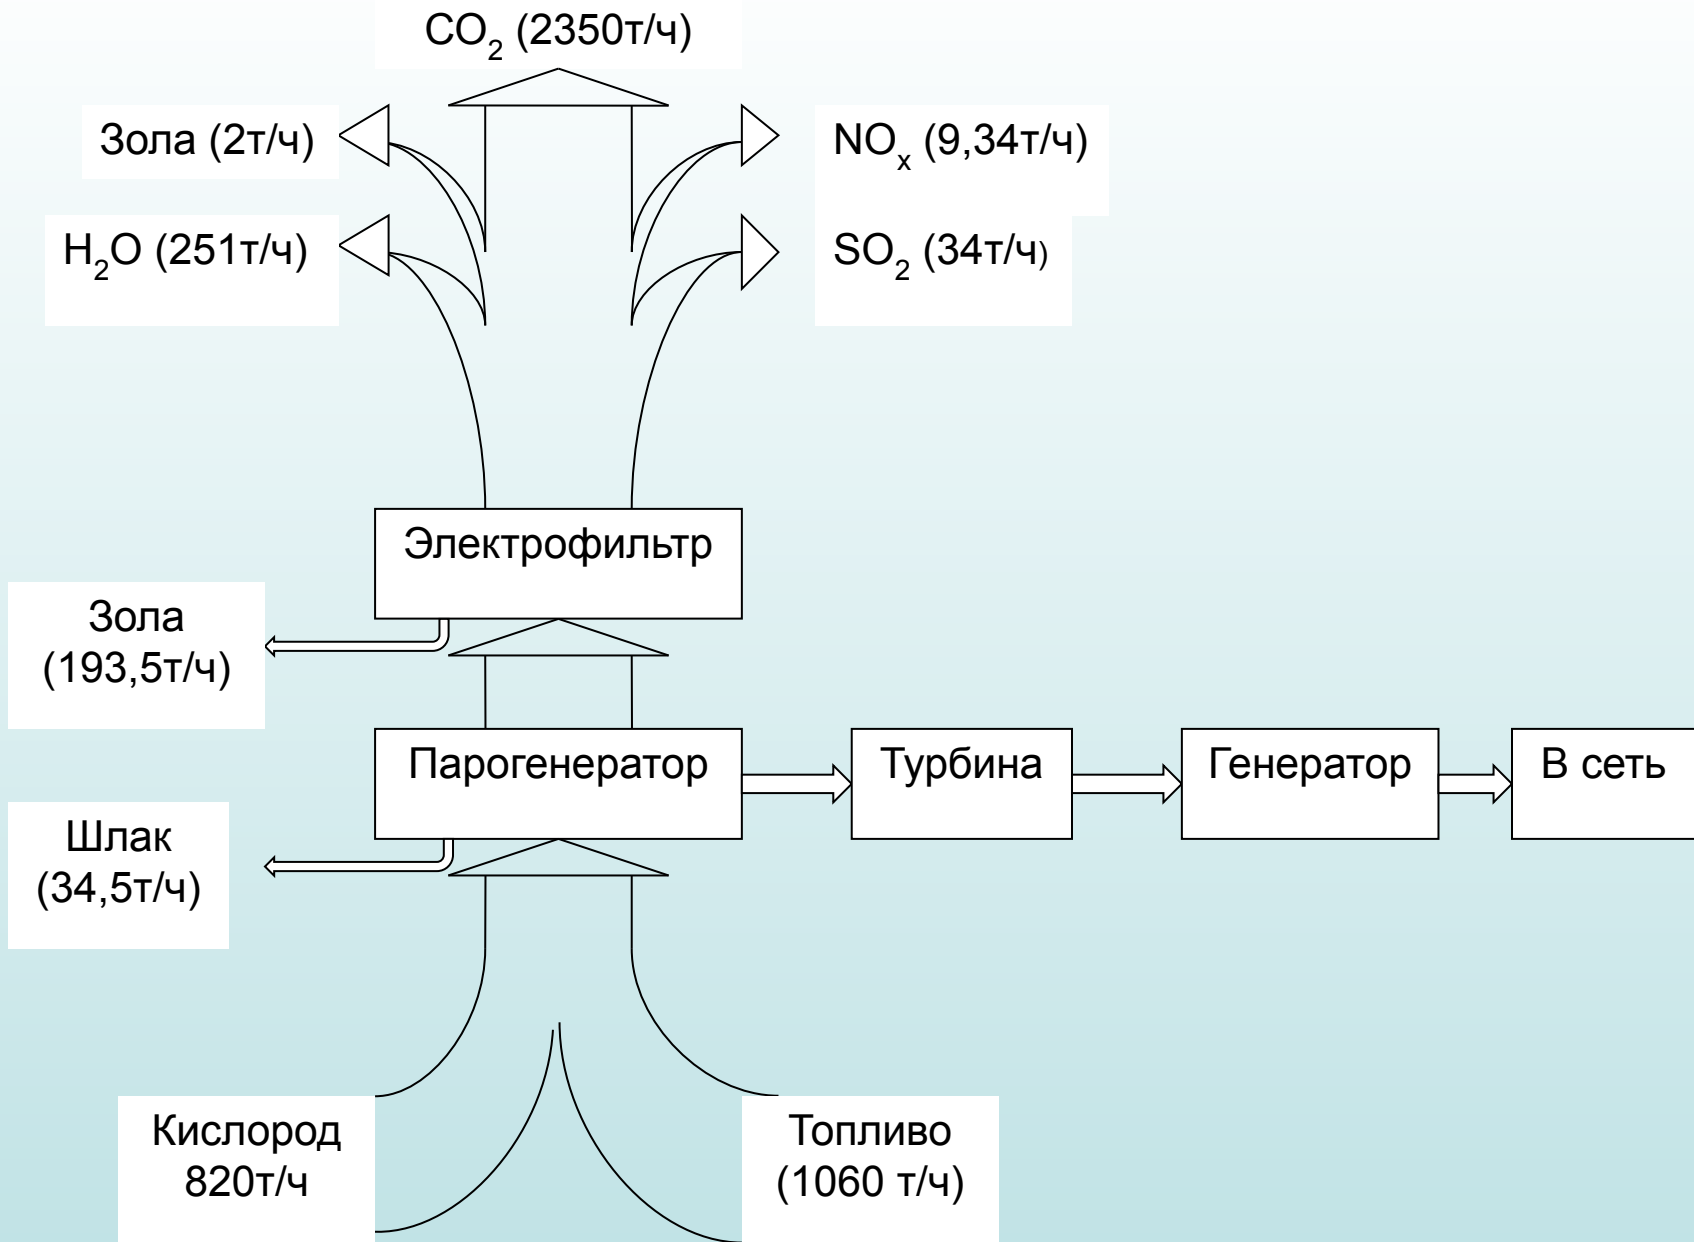 CO₂ (2350т/ч)
Зола (2т/ч)
NOₓ (9,34т/ч)
H₂O (251т/ч)
SO₂ (34т/ч)
Электрофильтр
Зола
(193,5т/ч)
Парогенератор
Турбина
Генератор
В сеть
Шлак
(34,5т/ч)
Кислород
820т/ч
Топливо
(1060 т/ч)